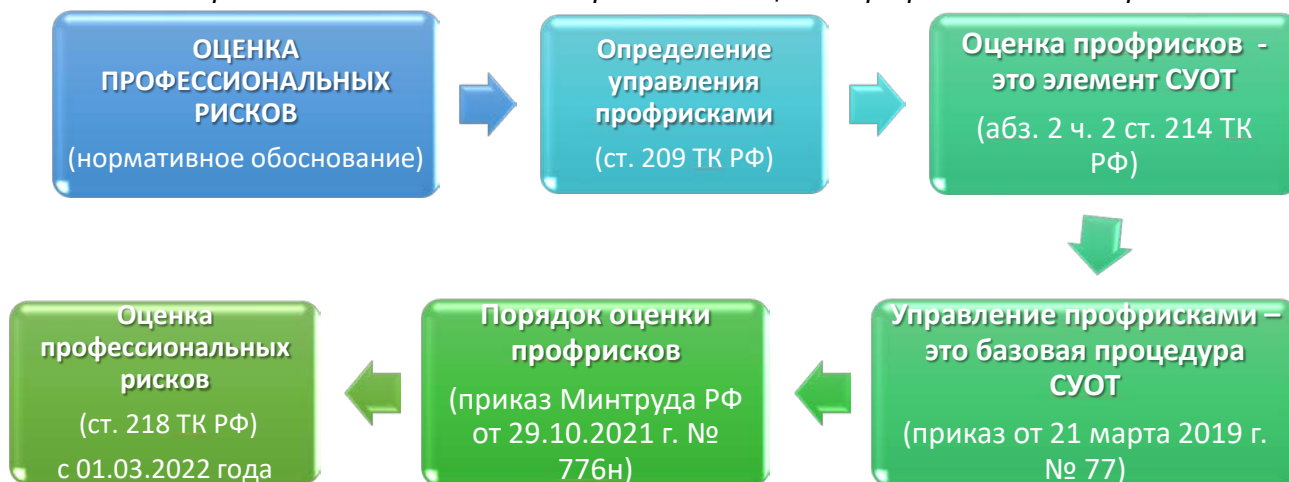 ОЦЕНКА
ПРОФЕССИОНАЛЬНЫХ
РИСКОВ
(нормативное обоснование)
Определение
управления
профрисками
(ст. 209 ТК РФ)
Оценка профрисков -
это элемент СУОТ
(абз. 2 ч. 2 ст. 214 ТК
РФ)
Управление профрисками –
это базовая процедура
СУОТ
(приказ от 21 марта 2019 г.
№ 77)
Порядок оценки
профрисков
(приказ Минтруда РФ
от 29.10.2021 г. №
776н)
Оценка
профессиональных
рисков
(ст. 218 ТК РФ)
с 01.03.2022 года